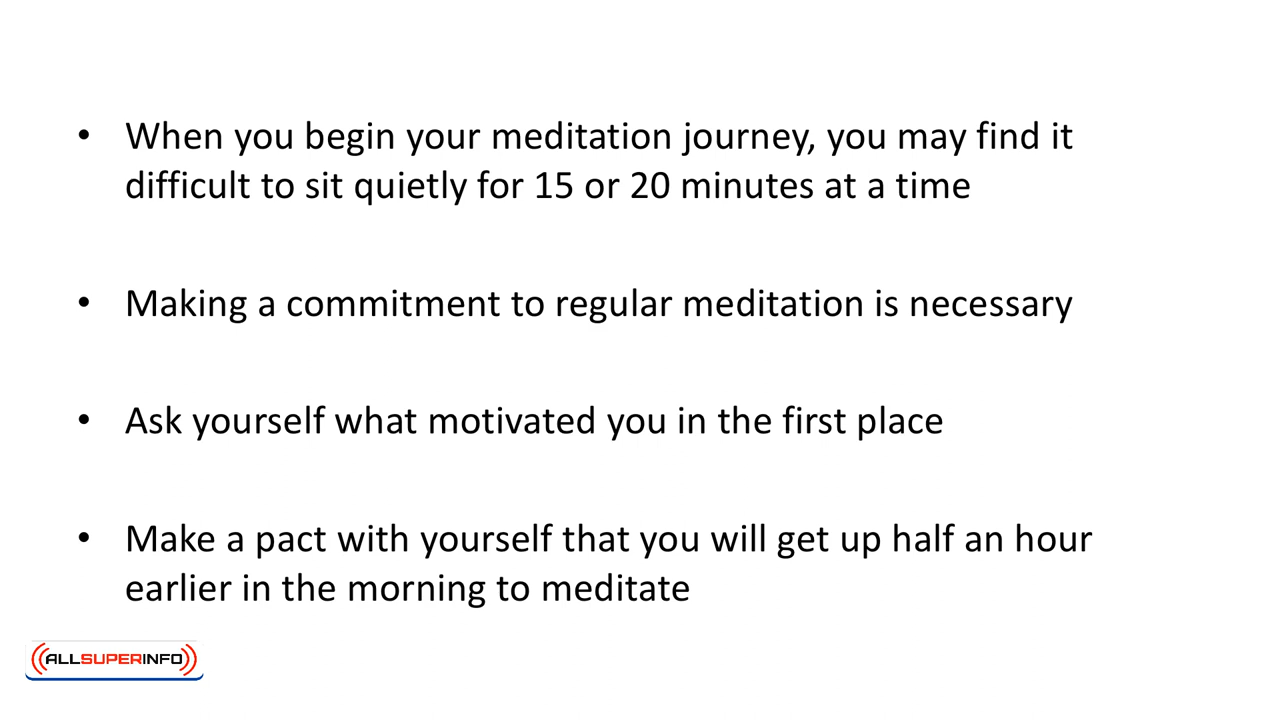 • When you begin your meditation journey, you may find it
difficult to sit quietly for 15 or 20 minutes at a time
• Making a commitment to regular meditation is necessary
• Ask yourself what motivated you in the first place
• Make a pact with yourself that you will get up half an hour
earlier in the morning to meditate
ALLSUPERINFO